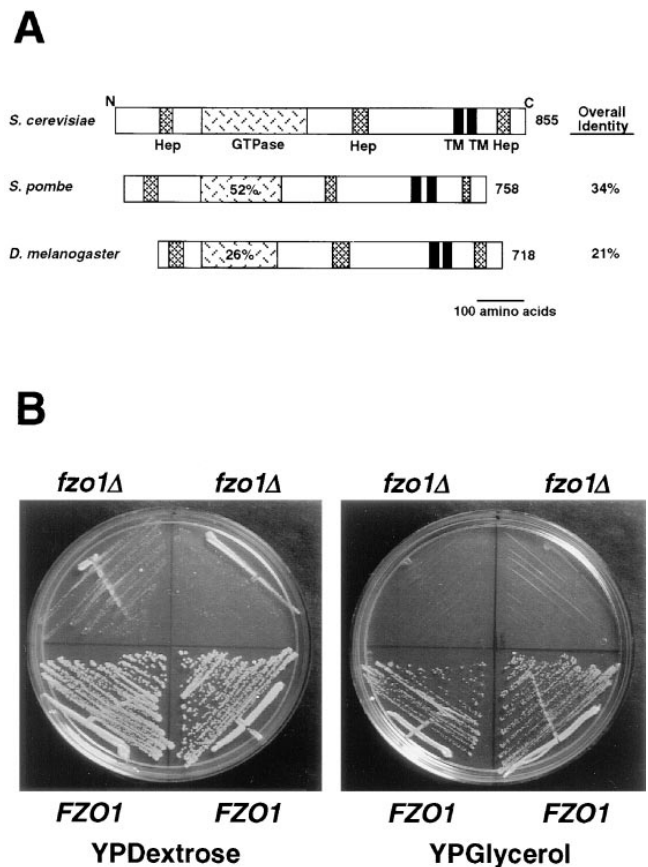 A
N
C
S. cerevisiae
855
Overall
Identity
Hep
GTPase
Hep
TM TM Hep
S. pombe
52%
758
34%
D. melanogaster
26%
718
21%
100 amino acids
B
fzo1Δ fzo1Δ fzo1Δ fzo1Δ
FZO1 FZO1 FZO1 FZO1
YPDextrose YPGlycerol